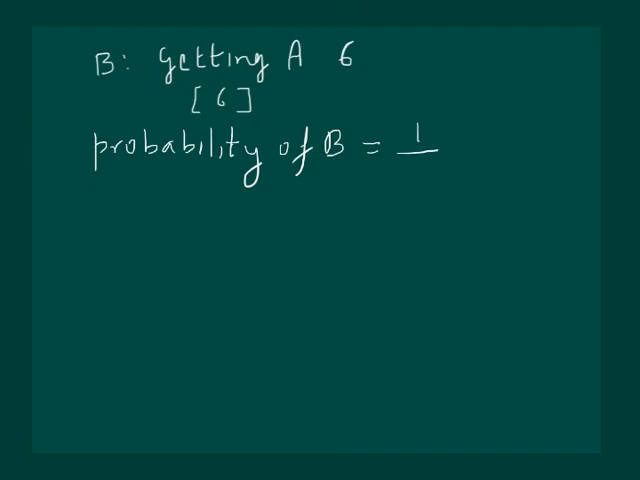 B: Getting A 6
[6]
probability of B = 1/